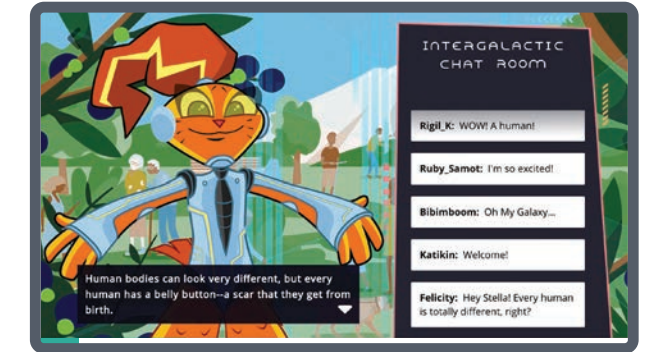 INTERGALACTIC
CHAT ROOM
Rigil_K: WOW! A human!
Ruby_Samot: I'm so excited!
Bibimboom: Oh My Galaxy...
Katikin: Welcome!
Felicity: Hey Stella! Every human
is totally different, right?
Human bodies can look very different, but every
human has a belly button--a scar that they get from
birth.